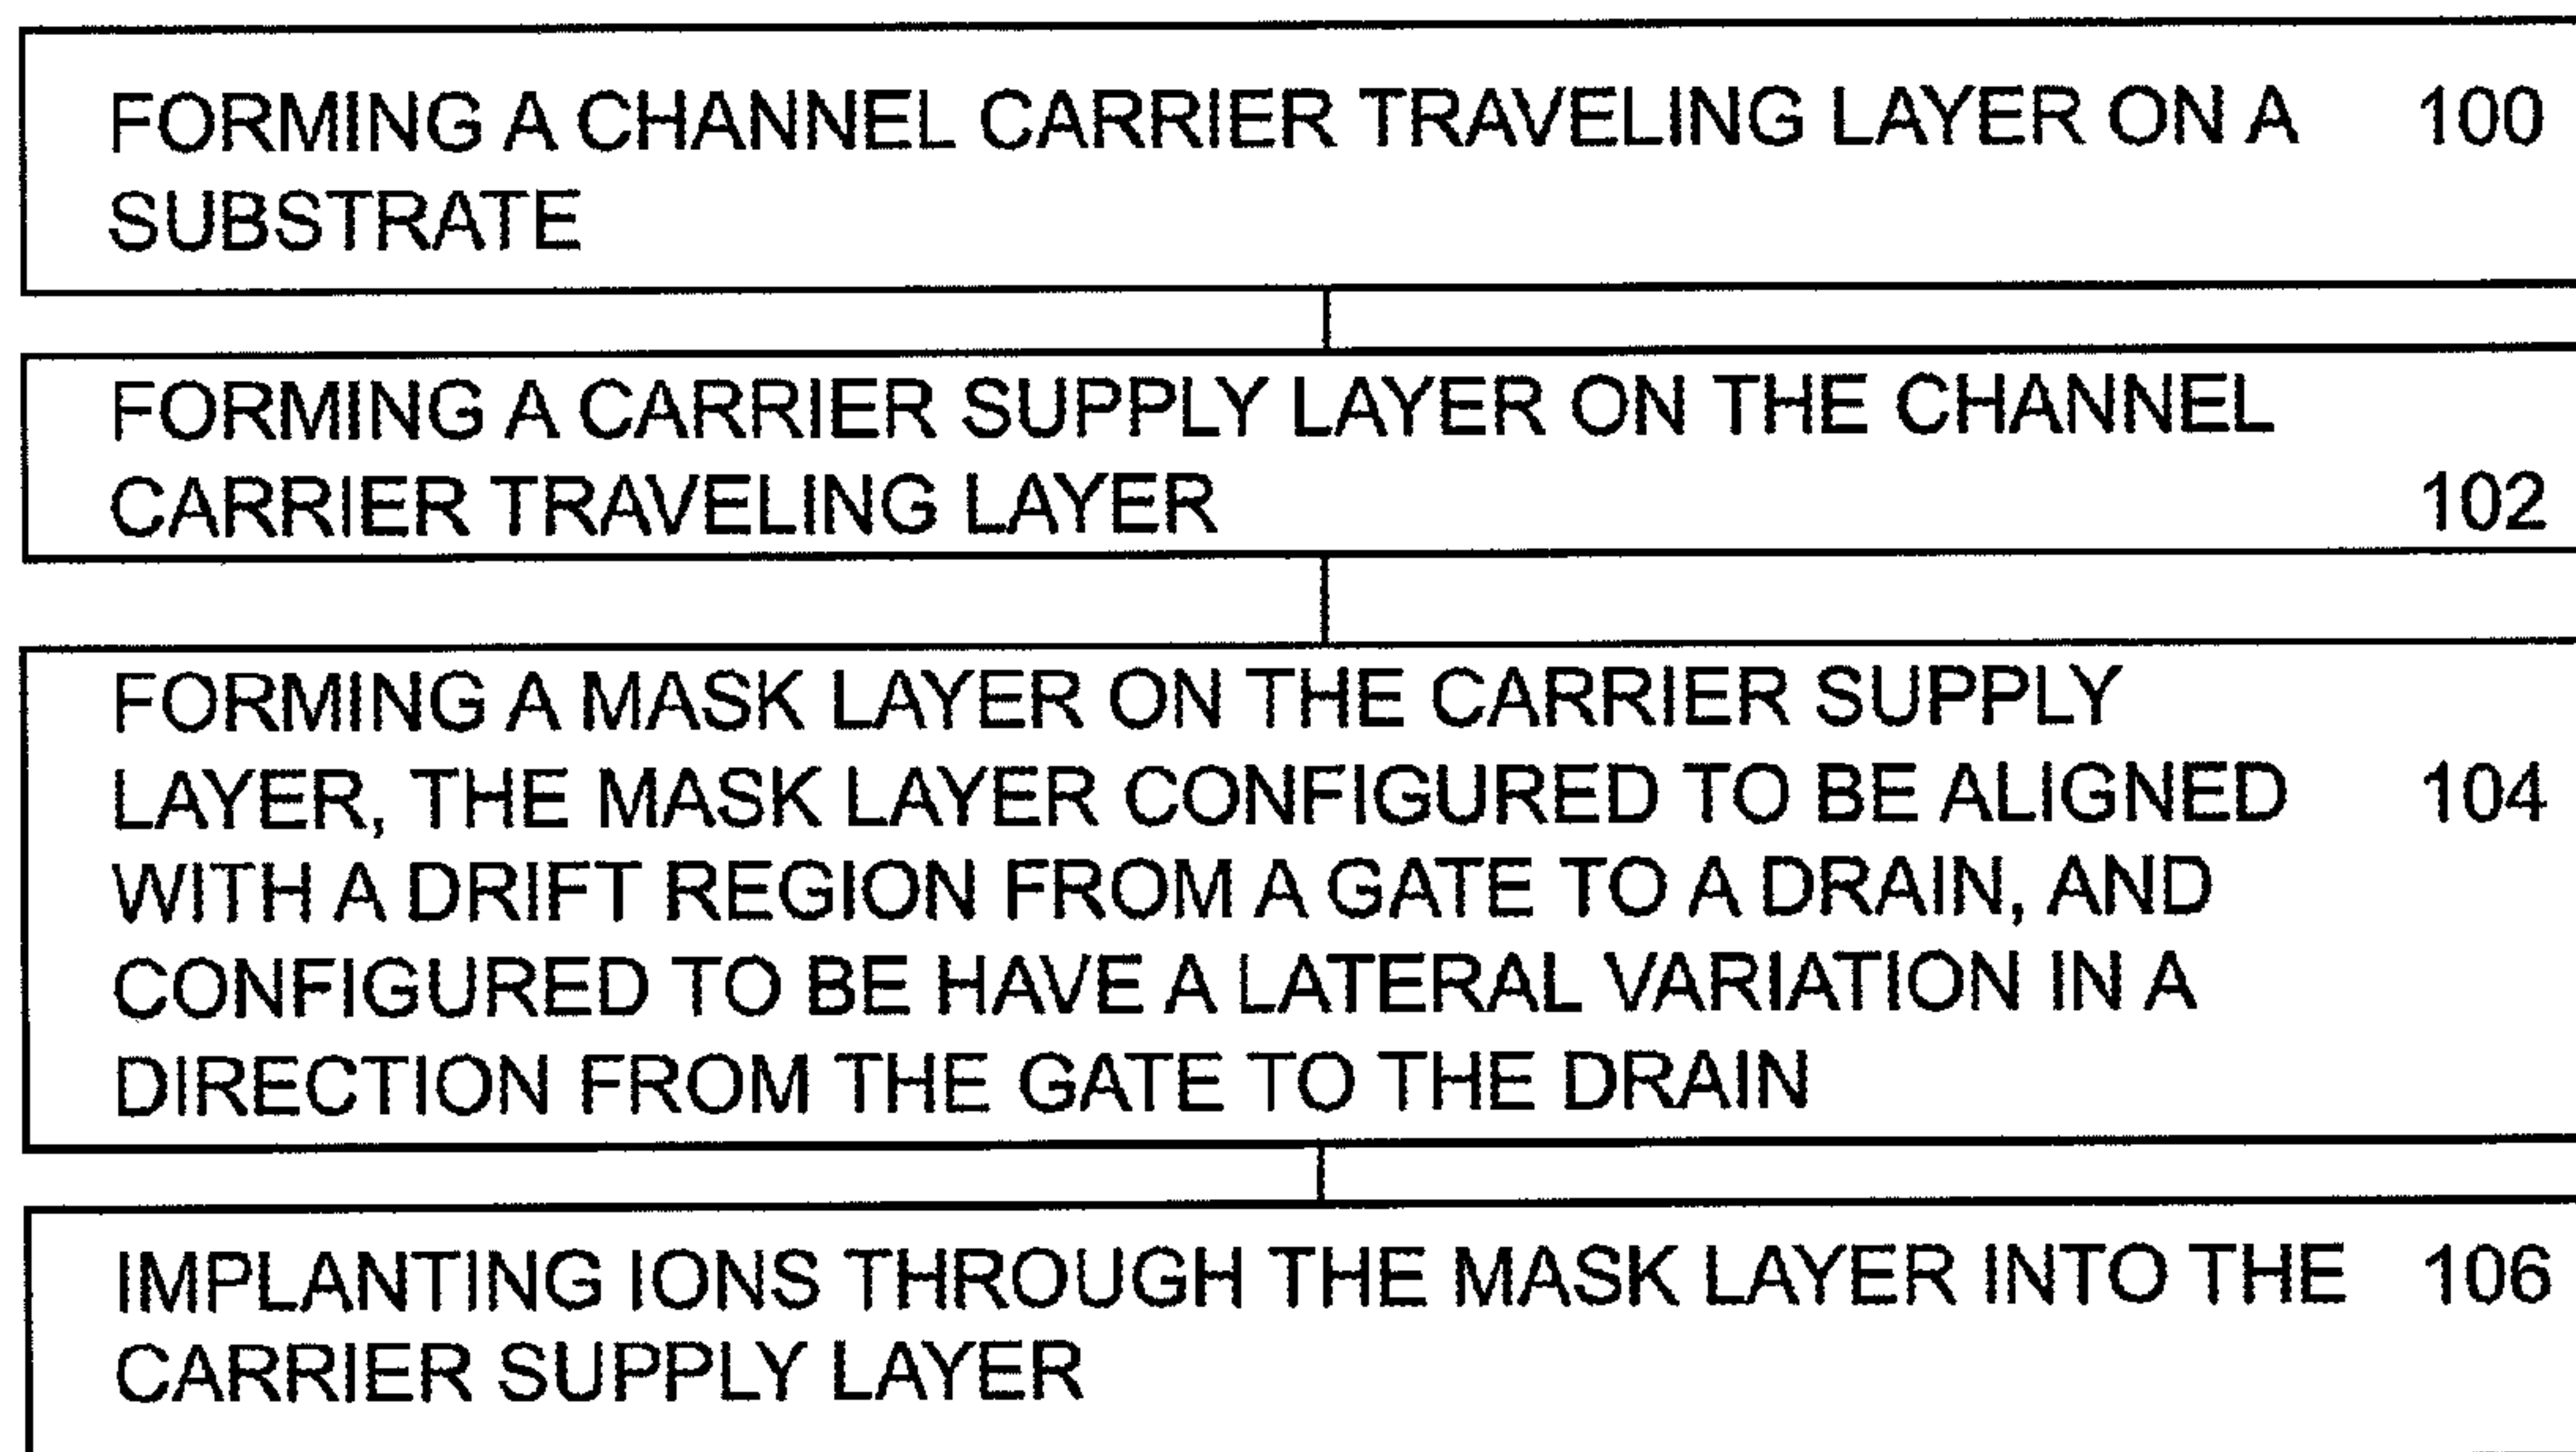 FORMING A CHANNEL CARRIER TRAVELING LAYER ON A 100
SUBSTRATE
FORMING A CARRIER SUPPLY LAYER ON THE CHANNEL
CARRIER TRAVELING LAYER 102
FORMING A MASK LAYER ON THE CARRIER SUPPLY
LAYER, THE MASK LAYER CONFIGURED TO BE ALIGNED 104
WITH A DRIFT REGION FROM A GATE TO A DRAIN, AND
CONFIGURED TO BE HAVE A LATERAL VARIATION IN A
DIRECTION FROM THE GATE TO THE DRAIN
IMPLANTING IONS THROUGH THE MASK LAYER INTO THE 106
CARRIER SUPPLY LAYER